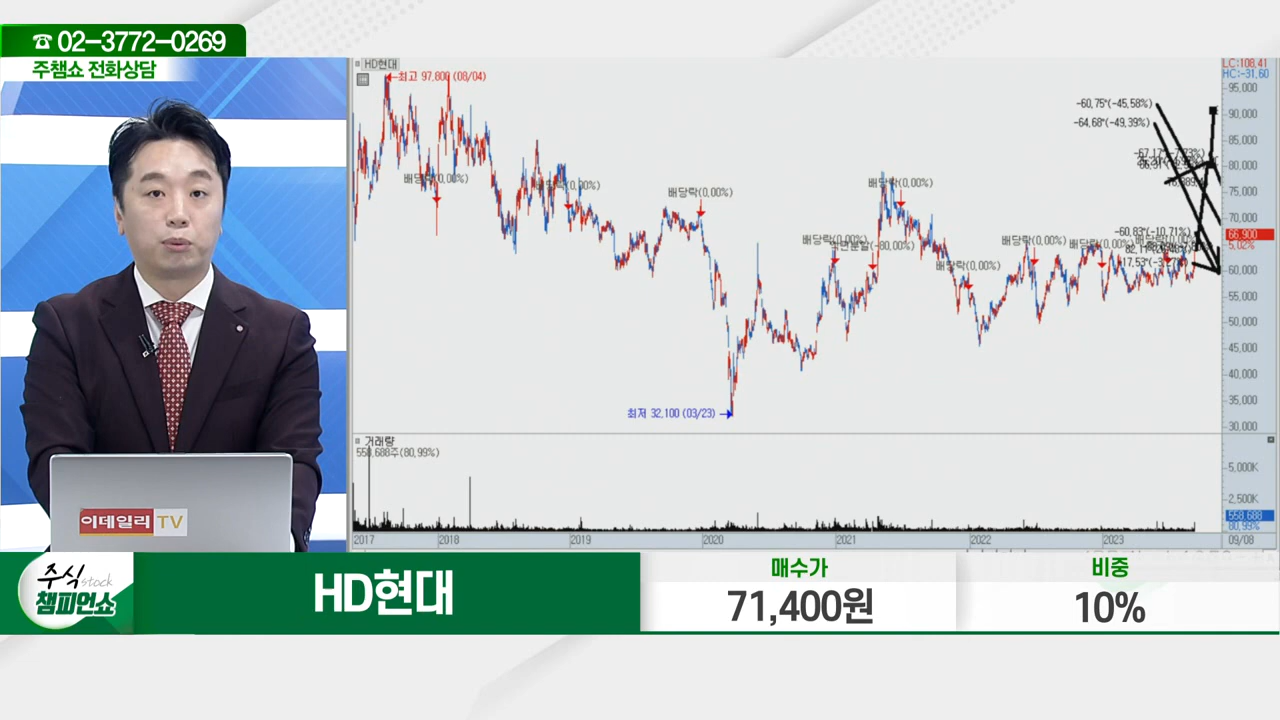 ☎ 02-3772-0269
주챔쇼 전화상담
HD현대
최고 97,800 (08/04)
LC:108.41
HC:-31.60
95,000
90,000
85,000
80,000
75,000
70,000
66,900
5.02%
60,000
55,000
50,000
45,000
40,000
35,000
30,000
-60,75*(-45,58%)
-64,68*(-49,39%)
-60,83*(-10,71%)
배당락(0,00%)
배당락(0,00%)
배당락(0,00%)
배당락(0,00%)
배당락(0,00%)
배당락(0,00%)
배당락(0,00%)
최저 32,100 (03/23)
거래량
558,688주(80,99%)
5,000K
2,500K
558,688
80,99%
2017
2018
2019
2020
2021
2022
2023
09/08
이데일리 TV
주식
stock
챔피언쇼
HD현대
매수가
71,400원
비중
10%